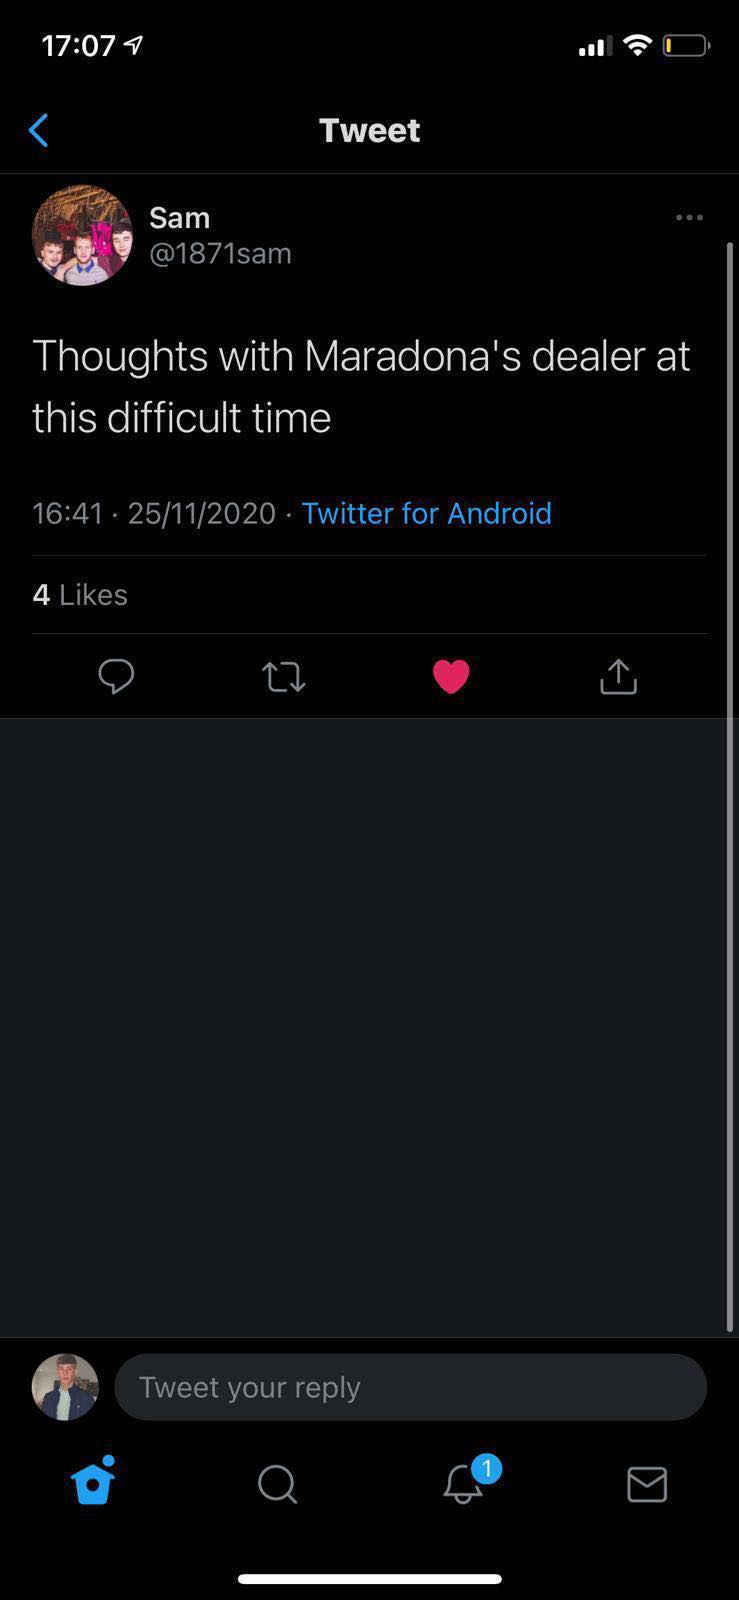 17:07
Tweet
Sam
@1871sam
Thoughts with Maradona's dealer at
this difficult time
16:41 · 25/11/2020 · Twitter for Android
4 Likes
Tweet your reply
1